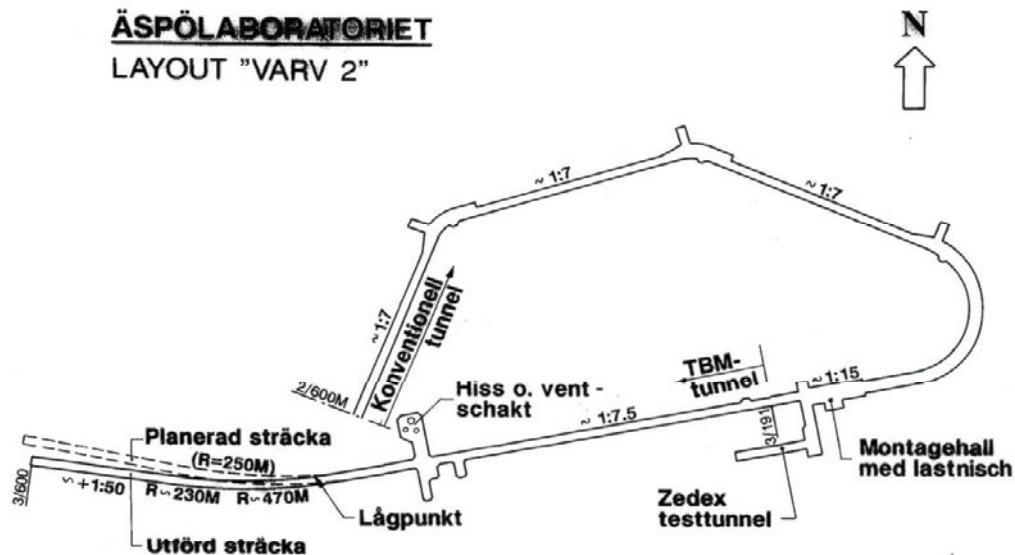 ÄSPÖLABORATORIET
LAYOUT "VARV 2"
N
~ 1:7
~ 1:7
~ 1:7
Konventionell
tunnel
2/600M
Hiss o. vent -
schakt
TBM-
tunnel
~ 1:15
~ 1:7.5
3/191
Planerad sträcka
(R=250M)
Montagehall
med lastnisch
3/600
~ +1:50
R~230M
R~470M
Lågpunkt
Zedex
testtunnel
Utförd sträcka